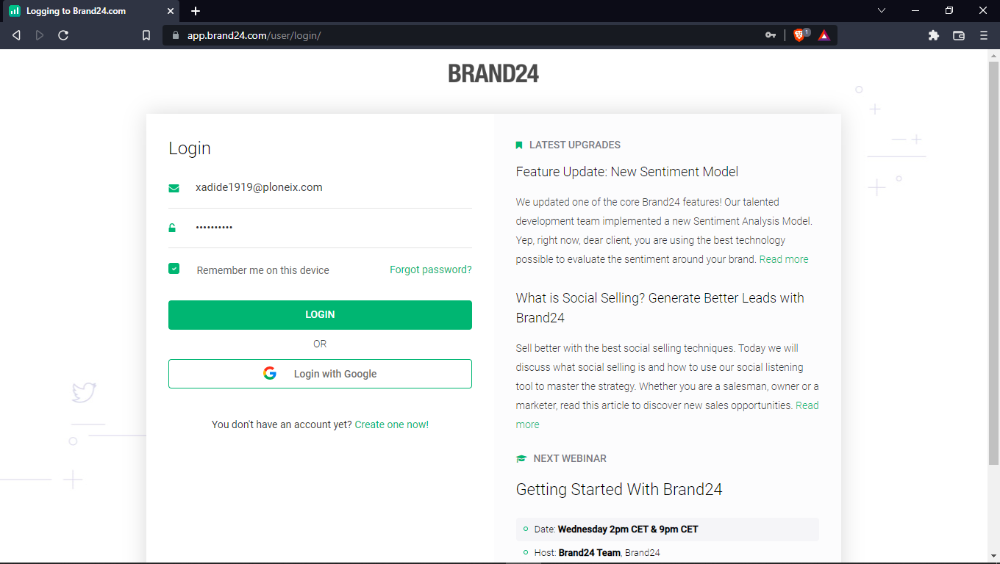 Logging to Brand24.com
app.brand24.com/user/login/
1
BRAND24
Login
xadide1919@ploneix.com
••••••••••
Remember me on this device
Forgot password?
LOGIN
OR
Login with Google
You don't have an account yet? Create one now!
LATEST UPGRADES
Feature Update: New Sentiment Model
We updated one of the core Brand24 features! Our talented
development team implemented a new Sentiment Analysis Model.
Yep, right now, dear client, you are using the best technology
possible to evaluate the sentiment around your brand. Read more
What is Social Selling? Generate Better Leads with
Brand24
Sell better with the best social selling techniques. Today we will
discuss what social selling is and how to use our social listening
tool to master the strategy. Whether you are a salesman, owner or a
marketer, read this article to discover new sales opportunities. Read
more
NEXT WEBINAR
Getting Started With Brand24
Date: Wednesday 2pm CET & 9pm CET
Host: Brand24 Team, Brand24